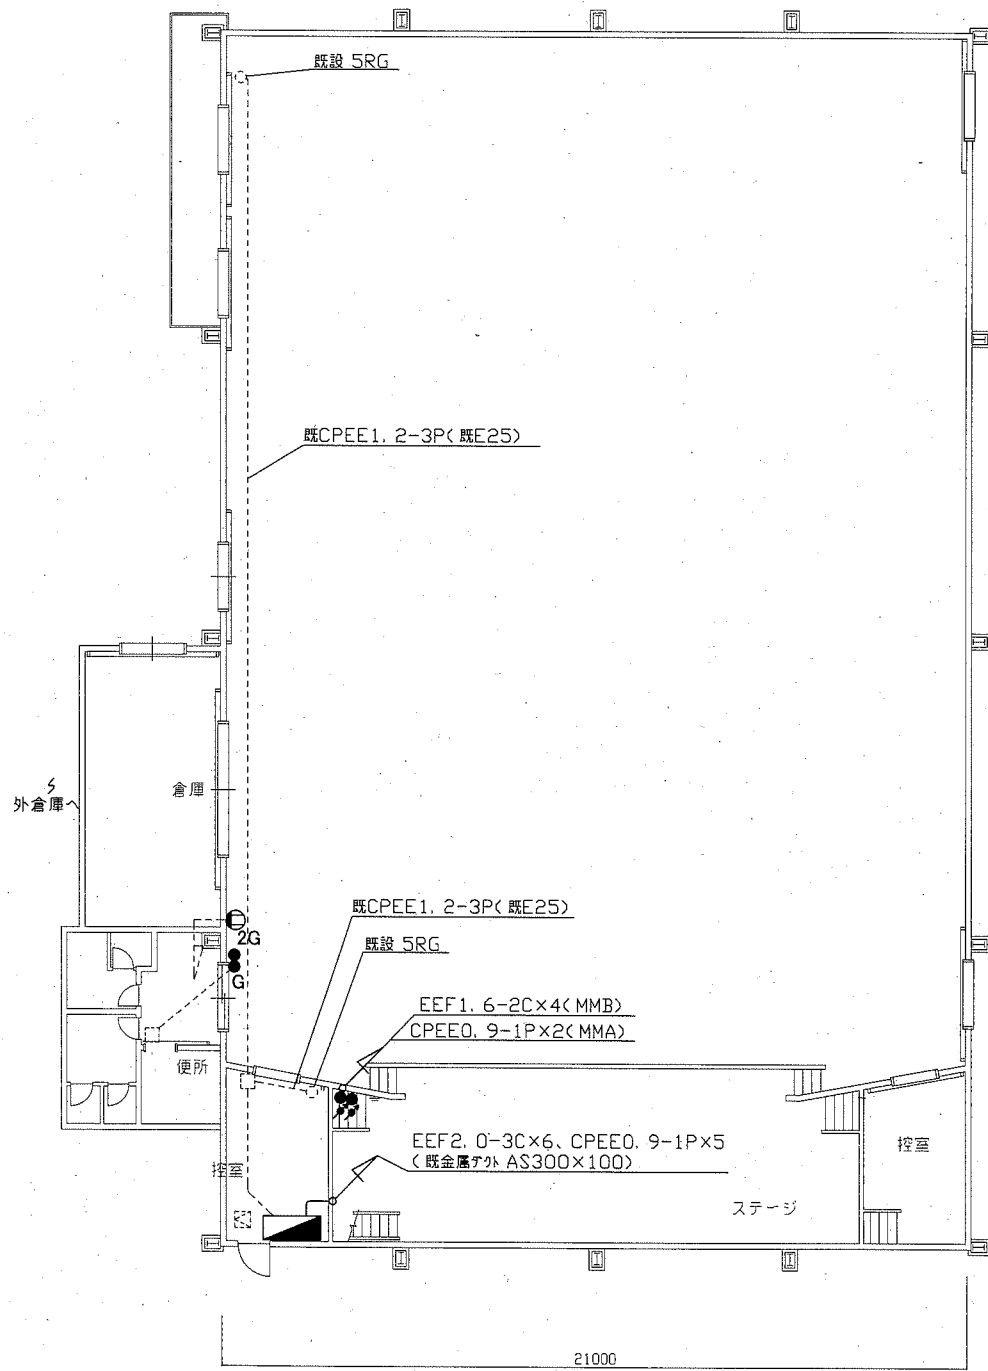 既設 5RG
既CPEE1. 2-3P(既E25)
倉庫
外倉庫へ
既CPEE1. 2-3P(既E25)
2G
既設 5RG
G
EEF1. 6-2C×4(MMB)
CPEE0. 9-1P×2(MMA)
便所
EEF2. 0-3C×6、CPEE0. 9-1P×5
(既金属ダクト AS300×100)
控室
控室
ステージ
21000